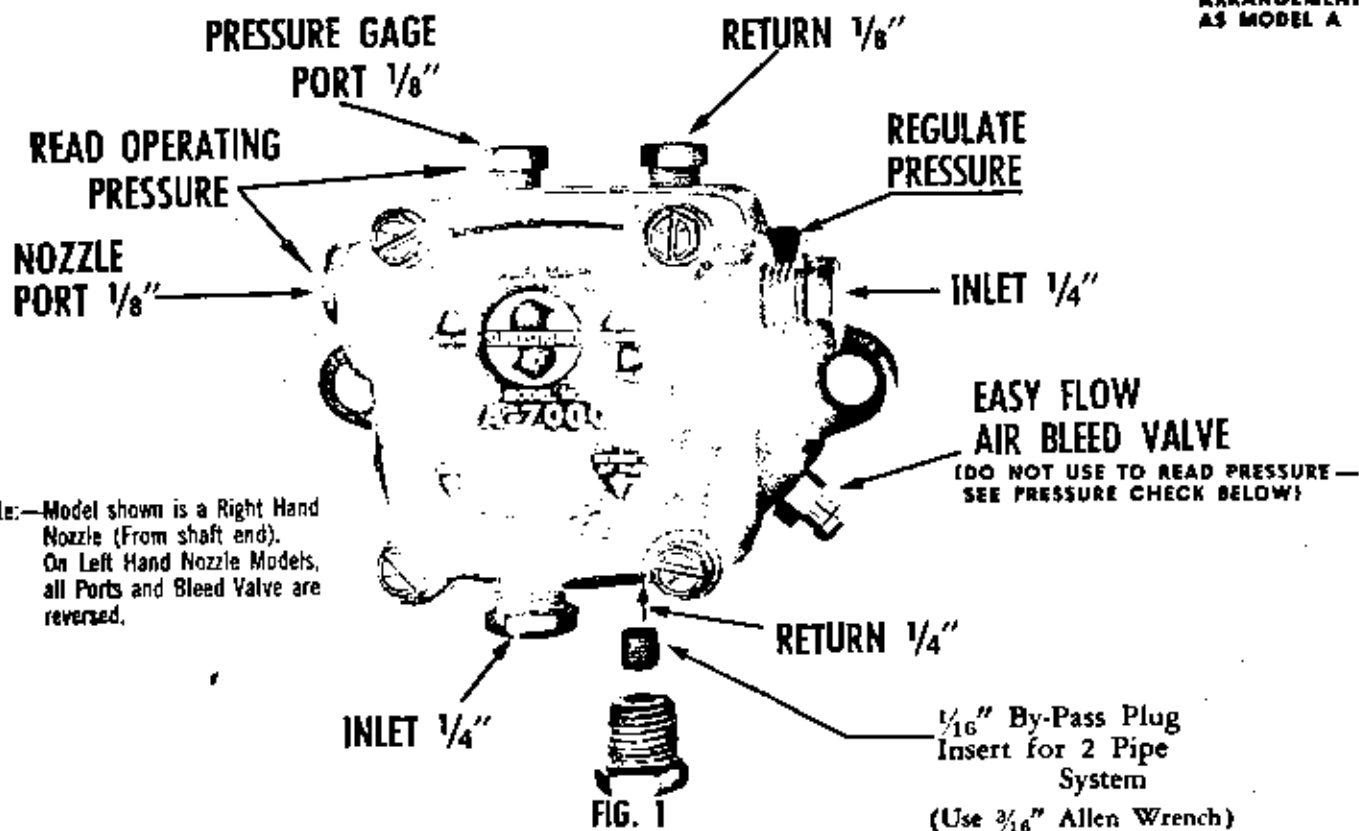 ARRANGEMENT
AS MODEL A
PRESSURE GAGE
PORT 1/8"
RETURN 1/8"
READ OPERATING
PRESSURE
REGULATE
PRESSURE
NOZZLE
PORT 1/8"
INLET 1/4"
EASY FLOW
AIR BLEED VALVE
(DO NOT USE TO READ PRESSURE—
SEE PRESSURE CHECK BELOW)
Model shown is a Right Hand
Nozzle (From shaft end).
On Left Hand Nozzle Models,
all Ports and Bleed Valve are
reversed.
RETURN 1/4"
INLET 1/4"
1/16" By-Pass Plug
Insert for 2 Pipe
System
(Use 3/16" Allen Wrench)
FIG. 1